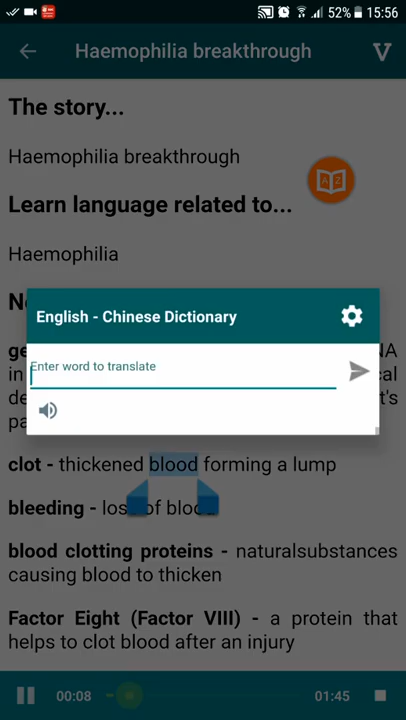 52% 15:56
Haemophilia breakthrough V
The story...
Haemophilia breakthrough
A Z
Learn language related to...
Haemophilia
English - Chinese Dictionary
Enter word to translate
clot - thickened blood forming a lump
bleeding - loss of blood
blood clotting proteins - naturalsubstances
causing blood to thicken
Factor Eight (Factor VIII) - a protein that
helps to clot blood after an injury
00:08 01:45